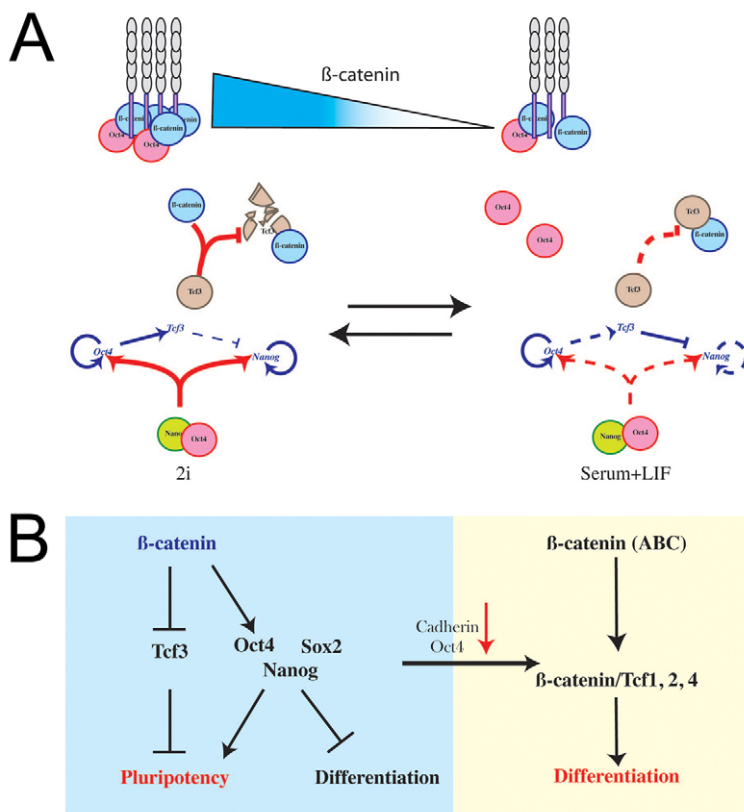 A
ß-catenin
ß-catenin
ß-catenin
Oct4
Oct4
ß-catenin
Oct4
ß-catenin
ß-catenin
Tcf3
ß-catenin
Tcf3
Oct4
Oct4
Tcf3
ß-catenin
Tcf3
Oct4
Tcf3
Nanog
Oct4
Tcf3
Nanog
Oct4
Nanog
Oct4
2i
Serum+LIF
B
ß-catenin
ß-catenin (ABC)
Tcf3
Oct4
Sox2
Nanog
Cadherin
Oct4
ß-catenin/Tcf1, 2, 4
Pluripotency
Differentiation
Differentiation